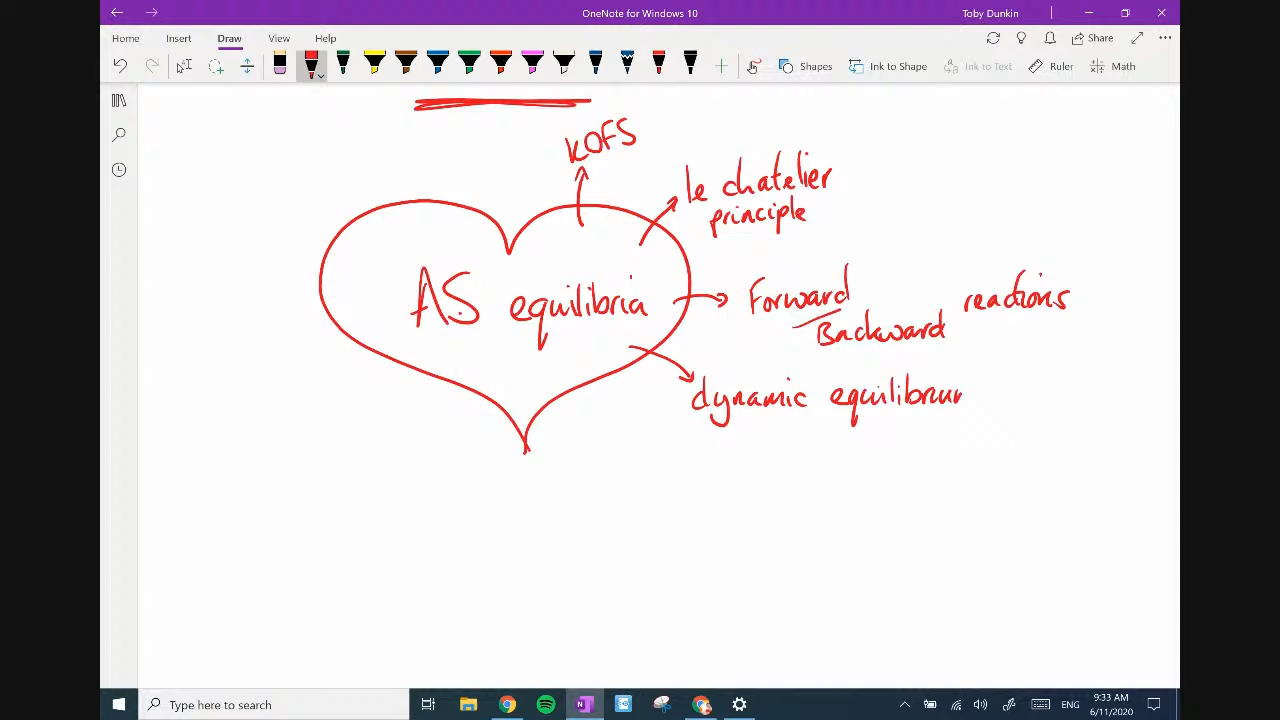 OneNote for Windows 10
Toby Dunkin
Home Insert Draw View Help
Share
Shapes Ink to Shape Ink to Text Ruler Math
KOFS
le chatelier
principle
AS equilibria
Forward
Backward reactions
dynamic equilibrium
Type here to search
ENG
9:33 AM
6/11/2020